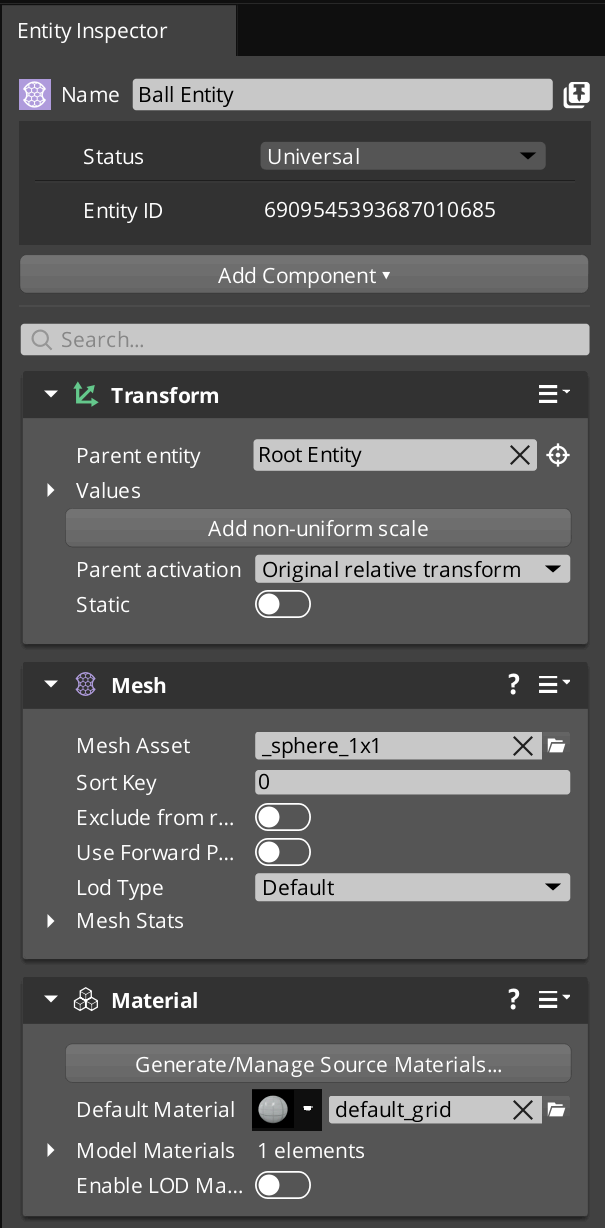 Entity Inspector
Name Ball Entity
Status Universal
Entity ID 6909545393687010685
Add Component
Search...
Transform
Parent entity Root Entity
Values
Add non-uniform scale
Parent activation Original relative transform
Static
Mesh ?
Mesh Asset _sphere_1x1
Sort Key 0
Exclude from r...
Use Forward P...
Lod Type Default
Mesh Stats
Material ?
Generate/Manage Source Materials...
Default Material default_grid
Model Materials 1 elements
Enable LOD Ma...